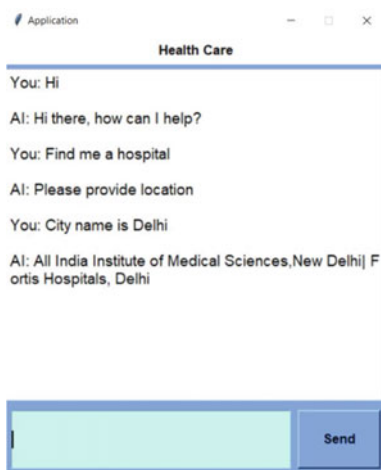 Application
Health Care
You: Hi
AI: Hi there, how can I help?
You: Find me a hospital
AI: Please provide location
You: City name is Delhi
AI: All India Institute of Medical Sciences,New Delhi| F
ortis Hospitals, Delhi
Send